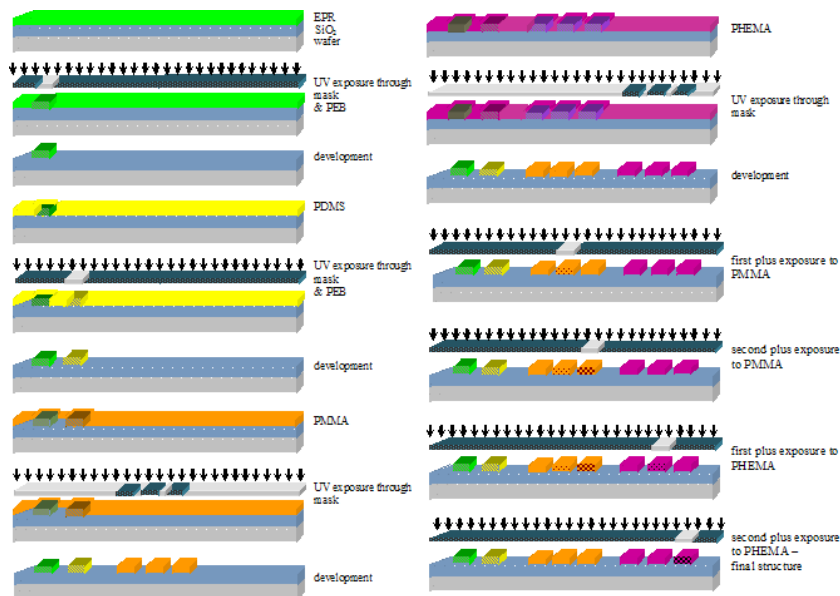 EPR
SiO₂
wafer
UV exposure through
mask
& PEB
development
PDMS
UV exposure through
mask
& PEB
development
PMMA
UV exposure through
mask
development
PHEMA
UV exposure through
mask
development
first plus exposure to
PMMA
second plus exposure
to PMMA
first plus exposure to
PHEMA
second plus exposure
to PHEMA –
final structure